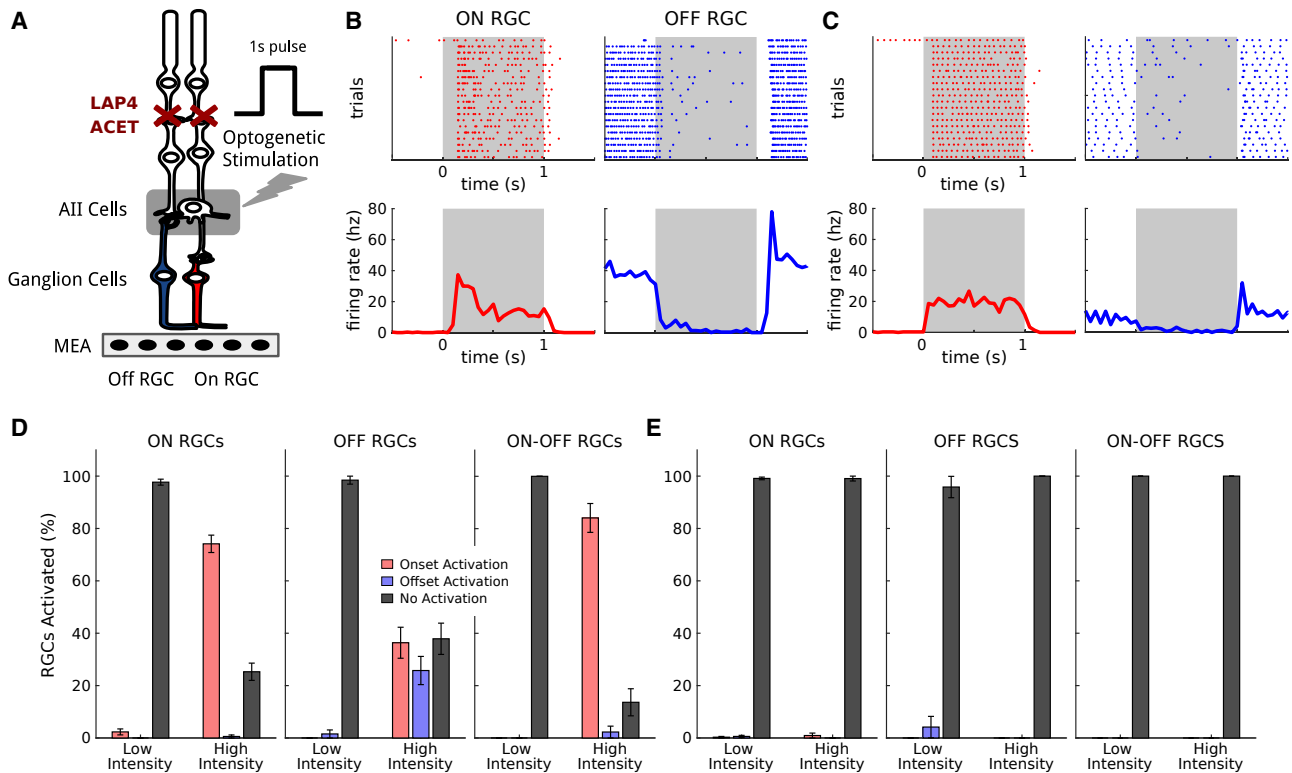 A
1s pulse
LAP4
ACET
Optogenetic
Stimulation
AII Cells
Ganglion Cells
MEA
Off RGC On RGC
B
ON RGC
OFF RGC
trials
0 1
time (s)
firing rate (hz)
80
60
40
20
0
0 1
time (s)
C
trials
0 1
time (s)
firing rate (hz)
80
60
40
20
0
0 1
time (s)
D
ON RGCs
OFF RGCs
ON-OFF RGCs
RGCs Activated (%)
100
80
60
40
20
0
Onset Activation
Offset Activation
No Activation
Low
Intensity
High
Intensity
Low
Intensity
High
Intensity
Low
Intensity
High
Intensity
E
ON RGCs
OFF RGCS
ON-OFF RGCS
100
80
60
40
20
0
Low
Intensity
High
Intensity
Low
Intensity
High
Intensity
Low
Intensity
High
Intensity